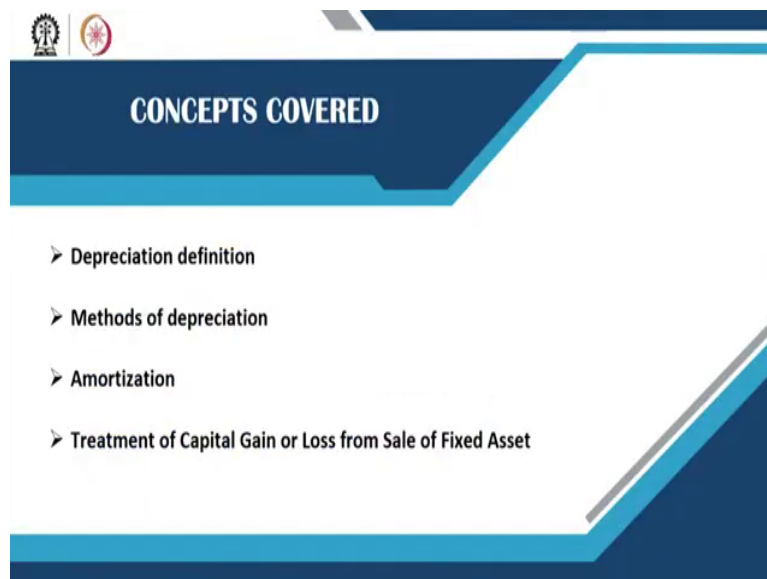 CONCEPTS COVERED
➢ Depreciation definition
➢ Methods of depreciation
➢ Amortization
➢ Treatment of Capital Gain or Loss from Sale of Fixed Asset